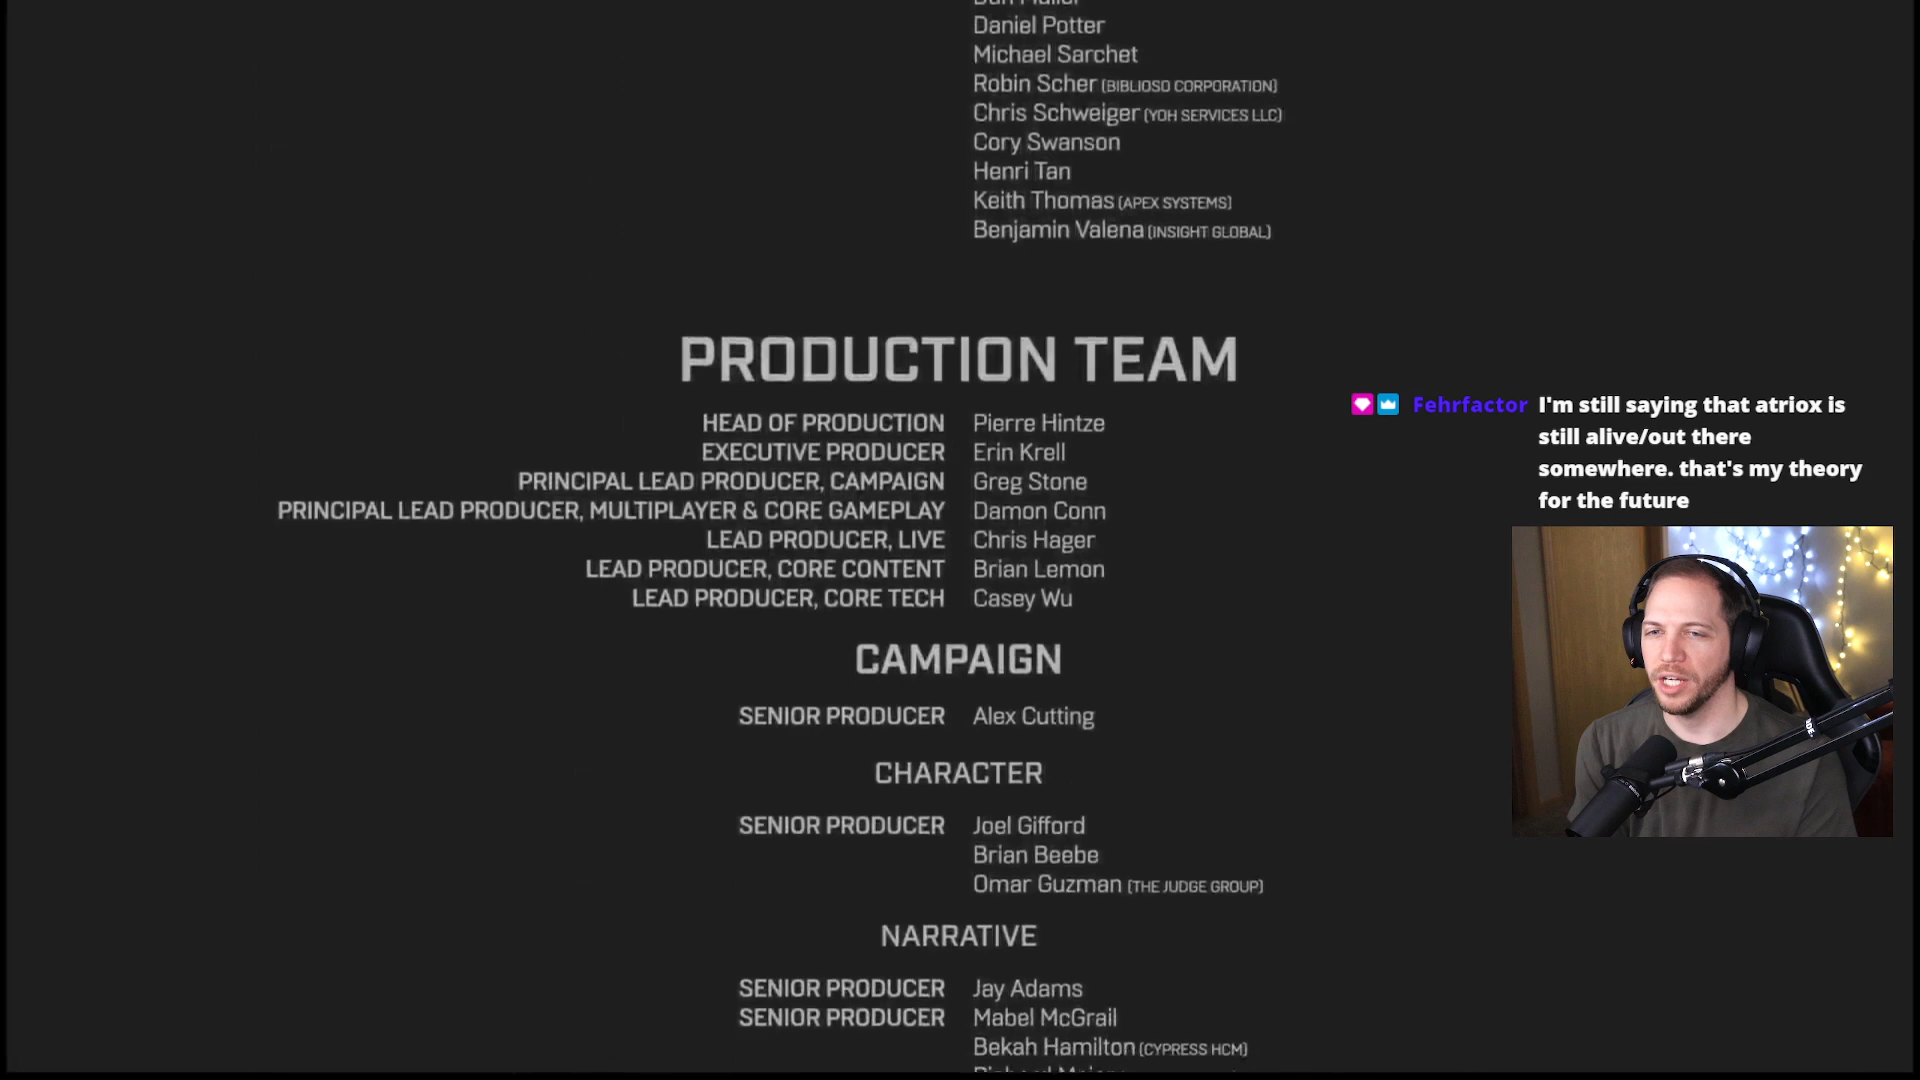 Daniel Potter
Michael Sarchet
Robin Scher (BIBLIOSO CORPORATION)
Chris Schweiger (YOH SERVICES LLC)
Cory Swanson
Henri Tan
Keith Thomas (APEX SYSTEMS)
Benjamin Valena (INSIGHT GLOBAL)
PRODUCTION TEAM
HEAD OF PRODUCTION Pierre Hintze
EXECUTIVE PRODUCER Erin Krell
PRINCIPAL LEAD PRODUCER, CAMPAIGN Greg Stone
PRINCIPAL LEAD PRODUCER, MULTIPLAYER & CORE GAMEPLAY Damon Conn
LEAD PRODUCER, LIVE Chris Hager
LEAD PRODUCER, CORE CONTENT Brian Lemon
LEAD PRODUCER, CORE TECH Casey Wu
CAMPAIGN
SENIOR PRODUCER Alex Cutting
CHARACTER
SENIOR PRODUCER Joel Gifford
Brian Beebe
Omar Guzman (THE JUDGE GROUP)
NARRATIVE
SENIOR PRODUCER Jay Adams
SENIOR PRODUCER Mabel McGrail
Bekah Hamilton (CYPRESS HCM)
Fehrfactor I'm still saying that atriox is
still alive/out there
somewhere. that's my theory
for the future